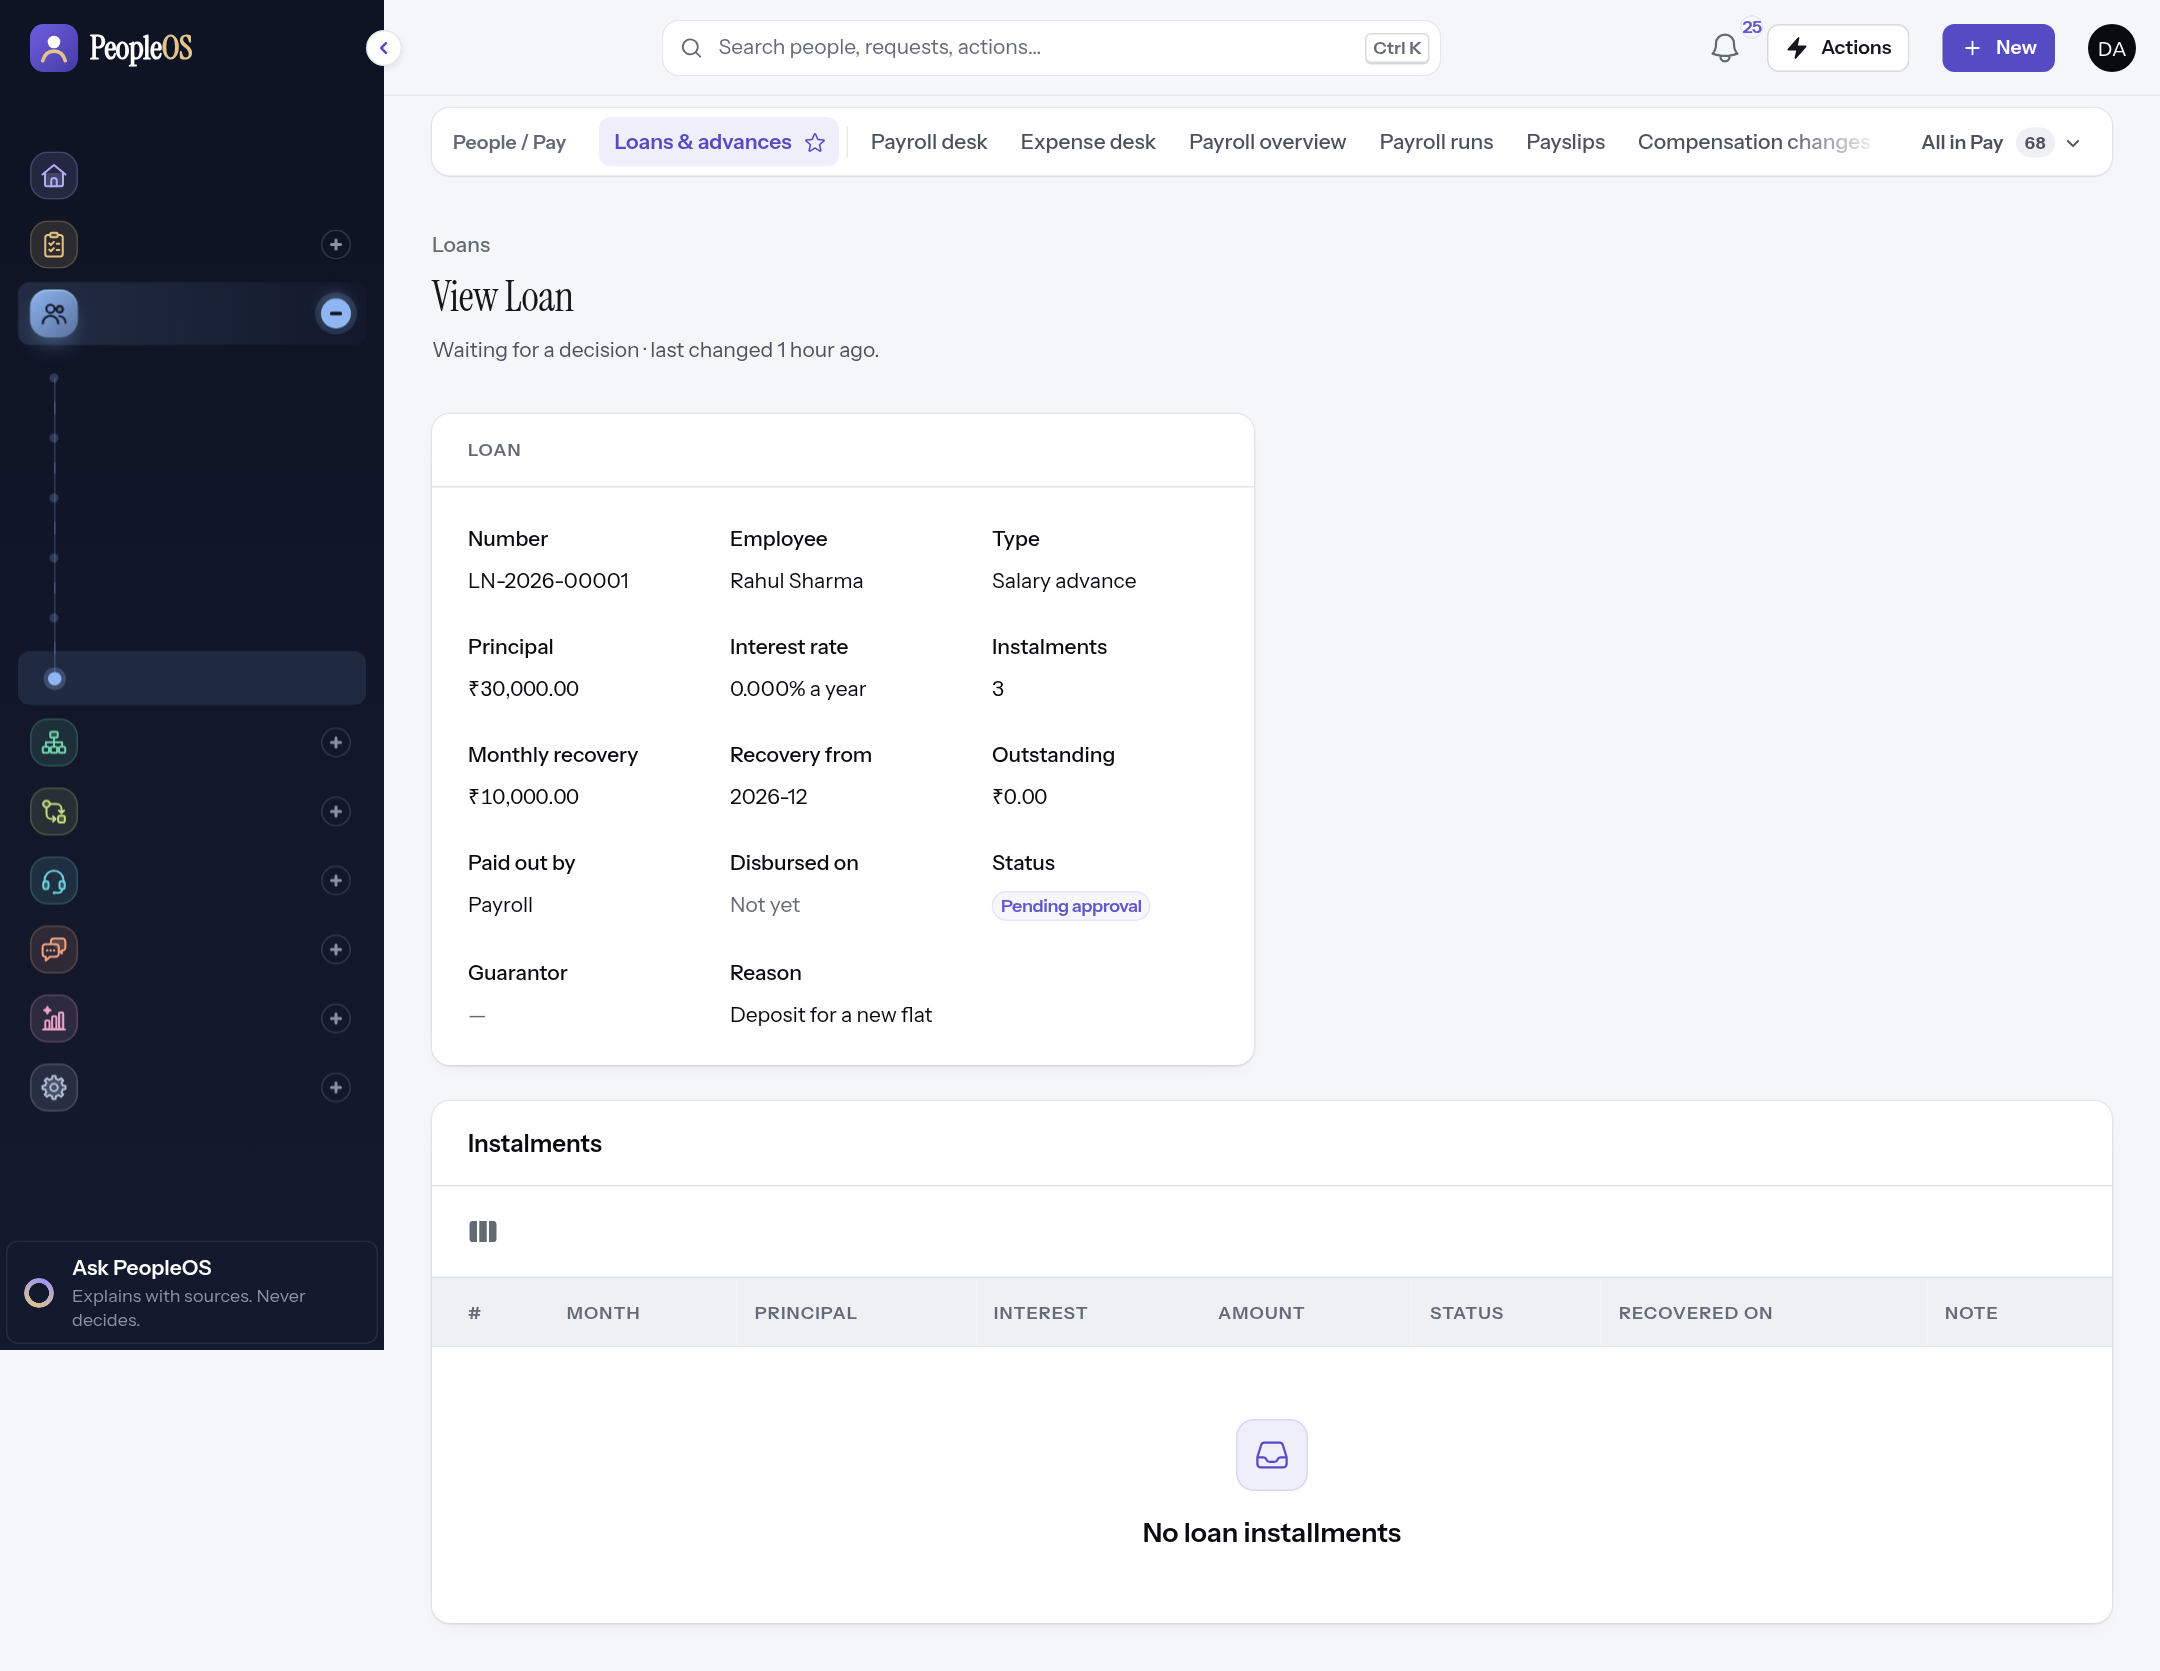 PeopleOS
Search people, requests, actions...
Ctrl K
25
Actions
New
DA
People / Pay
Loans & advances
Payroll desk
Expense desk
Payroll overview
Payroll runs
Payslips
Compensation changes
All in Pay
68
Loans
View Loan
Waiting for a decision · last changed 1 hour ago.
LOAN
Number
Employee
Type
LN-2026-00001
Rahul Sharma
Salary advance
Principal
Interest rate
Instalments
₹30,000.00
0.000% a year
3
Monthly recovery
Recovery from
Outstanding
₹10,000.00
2026-12
₹0.00
Paid out by
Disbursed on
Status
Payroll
Not yet
Pending approval
Guarantor
Reason
—
Deposit for a new flat
Instalments
#
MONTH
PRINCIPAL
INTEREST
AMOUNT
STATUS
RECOVERED ON
NOTE
No loan installments
Ask PeopleOS
Explains with sources. Never
decides.